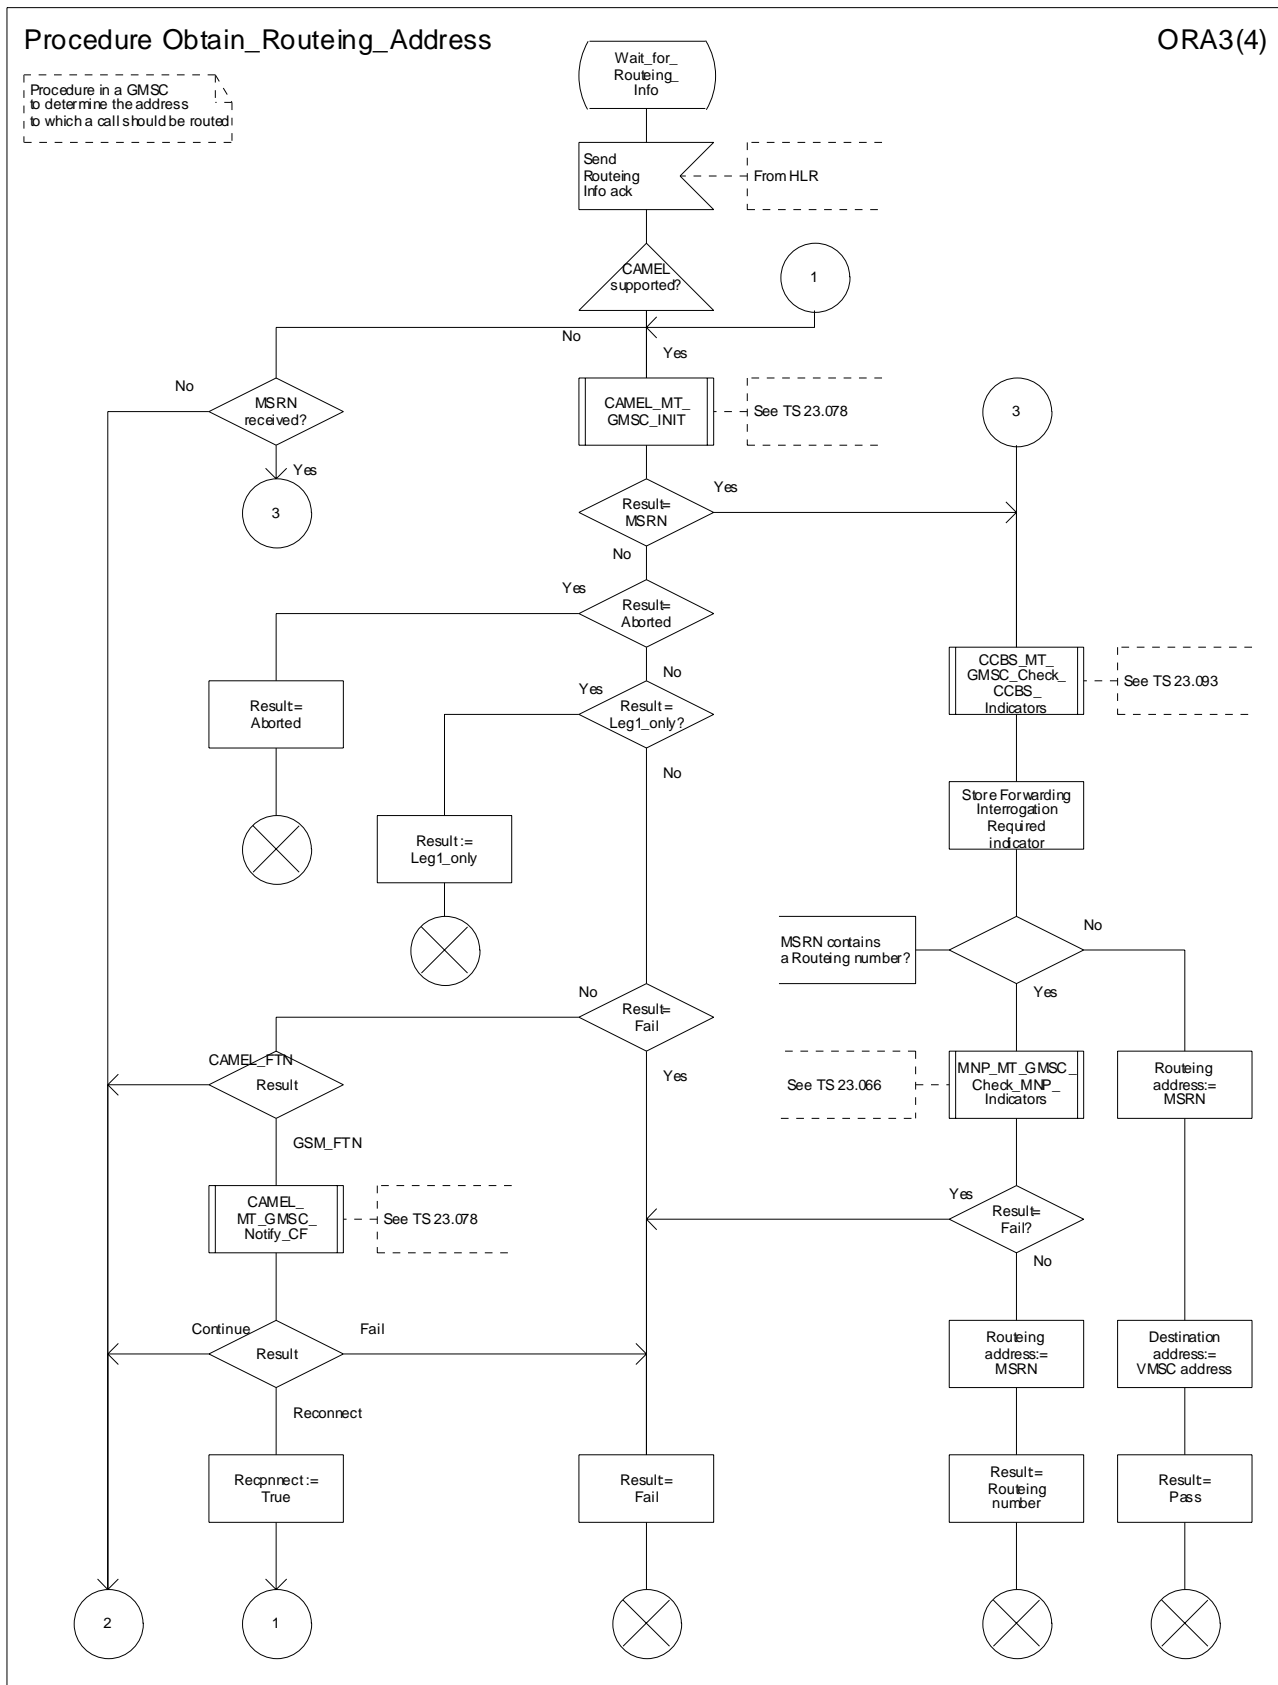 Procedure Obtain_Routeing_Address
ORA3(4)
Procedure in a GMSC
to determine the address
to which a call should be routed
Wait_for_
Routeing_
Info
Send
Routeing
Info ack
From HLR
CAMEL
supported?
1
No
Yes
No
MSRN
received?
Yes
3
CAMEL_MT_
GMSC_INIT
See TS 23.078
3
Result=
MSRN
Yes
No
Yes
Result=
Aborted
No
CCBS_MT_
GMSC_Check_
CCBS_
Indicators
See TS 23.093
Result:=
Aborted
Yes
Result =
Leg1_only?
No
Store Forwarding
Interrogation
Required
indicator
Result :=
Leg1_only
MSRN contains
a Routeing number?
No
Yes
No
Result=
Fail
Yes
CAMEL_FTN
Result
GSM_FTN
See TS 23.066
MNP_MT_GMSC_
Check_MNP_
Indicators
Routeing
address:=
MSRN
CAMEL_
MT_GMSC_
Notify_CF
See TS 23.078
Yes
Result=
Fail?
No
Continue
Result
Fail
Reconnect
Routeing
address:=
MSRN
Destination
address:=
VMSC address
Recpnnect :=
True
Result:=
Fail
Result:=
Routeing
number
Result:=
Pass
2
1